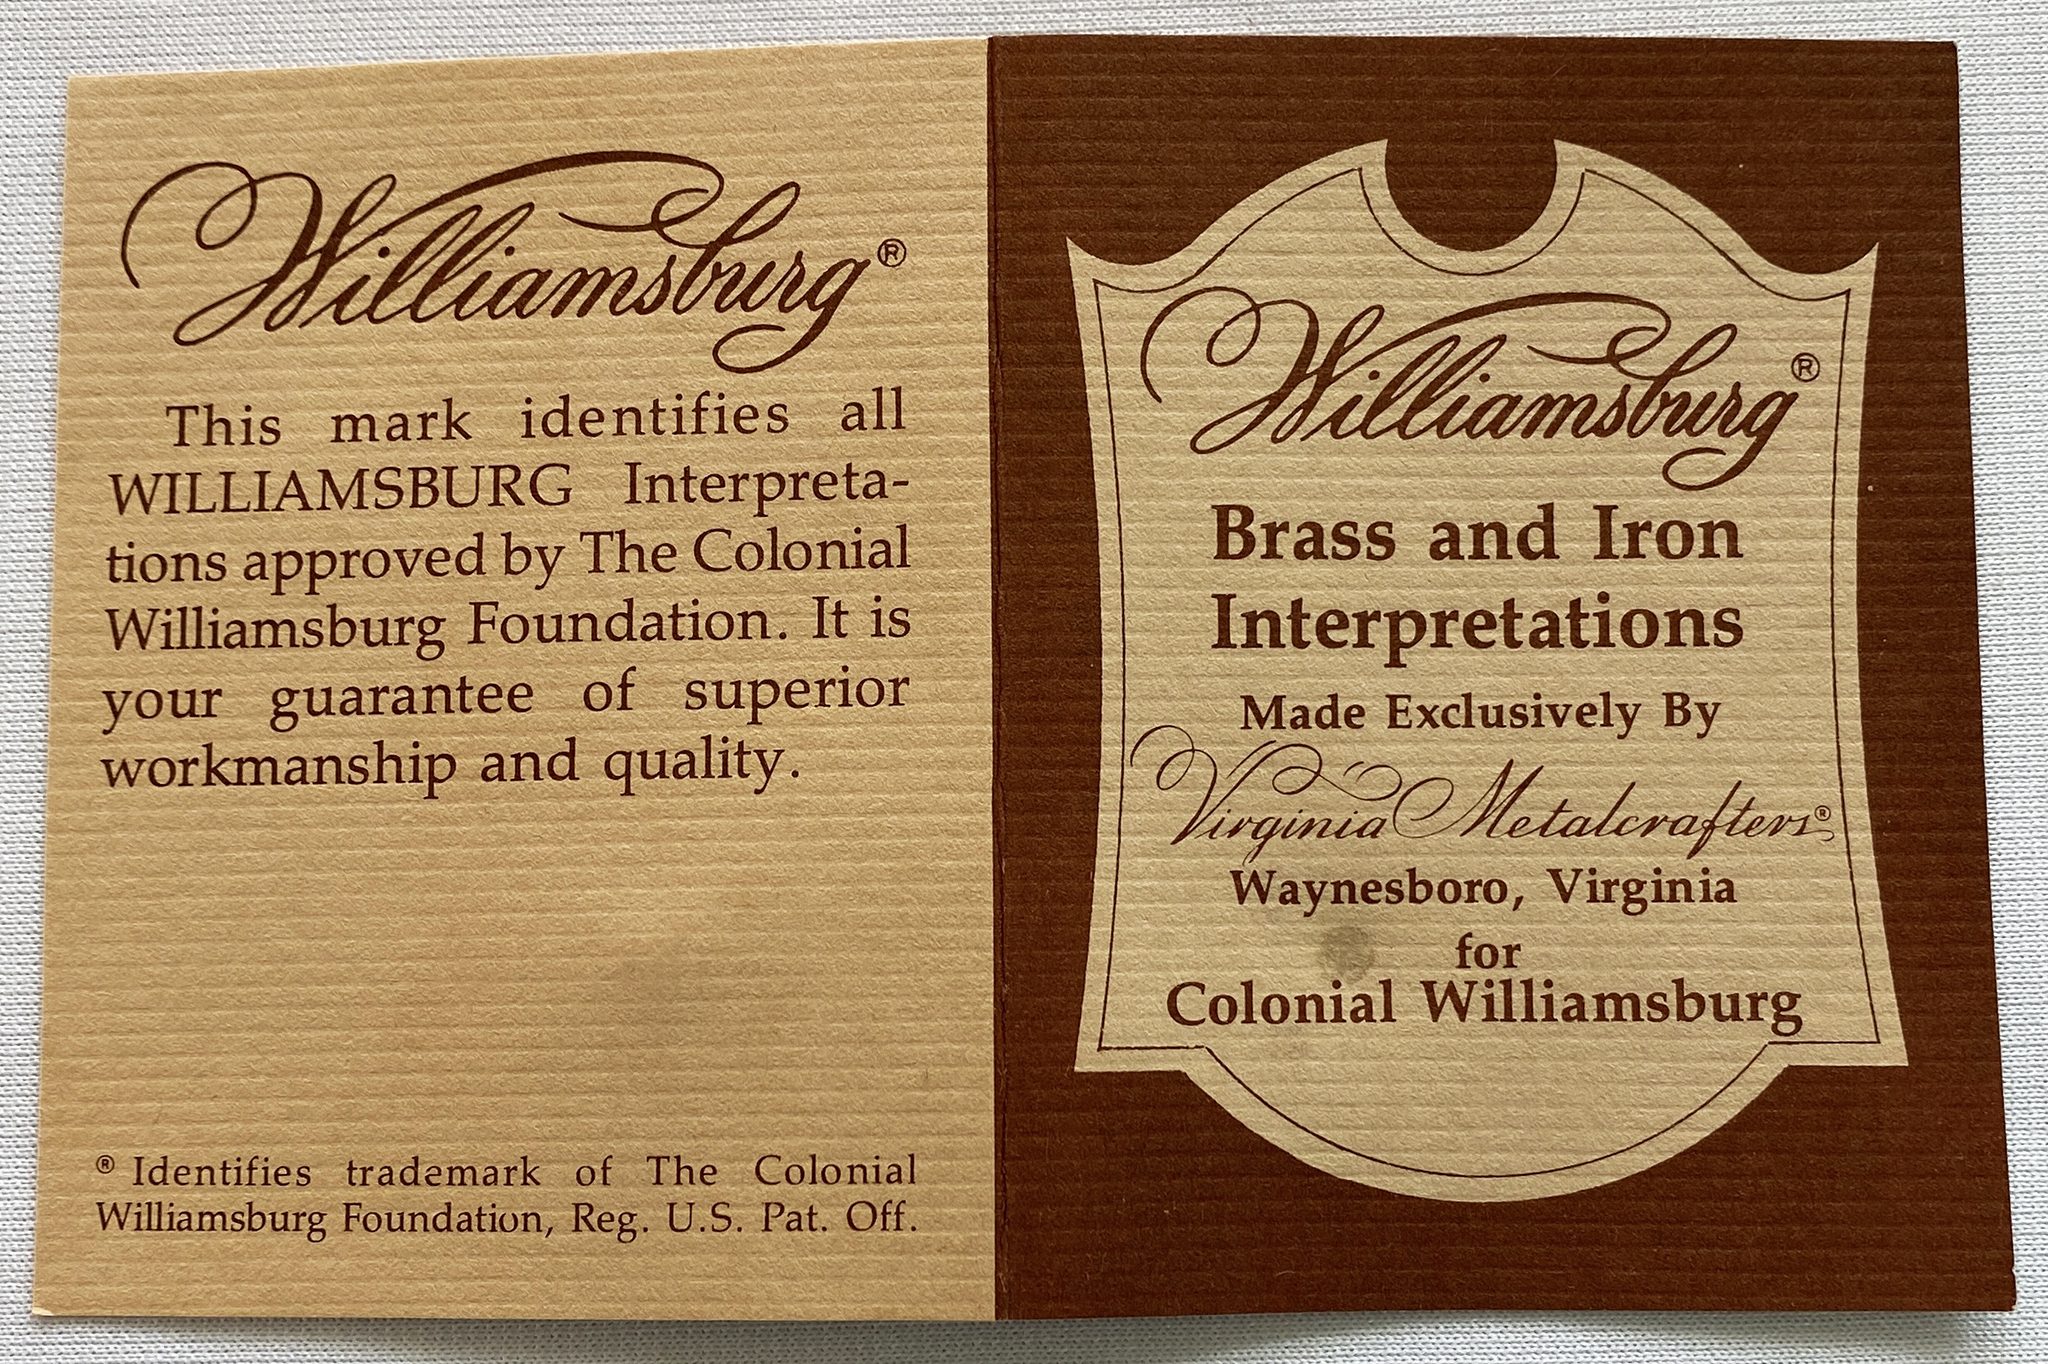 Williamsburg®
This mark identifies all
WILLIAMSBURG Interpreta-
tions approved by The Colonial
Williamsburg Foundation. It is
your guarantee of superior
workmanship and quality.
® Identifies trademark of The Colonial
Williamsburg Foundation, Reg. U.S. Pat. Off.
Williamsburg®
Brass and Iron
Interpretations
Made Exclusively By
Virginia Metalcrafters®
Waynesboro, Virginia
for
Colonial Williamsburg